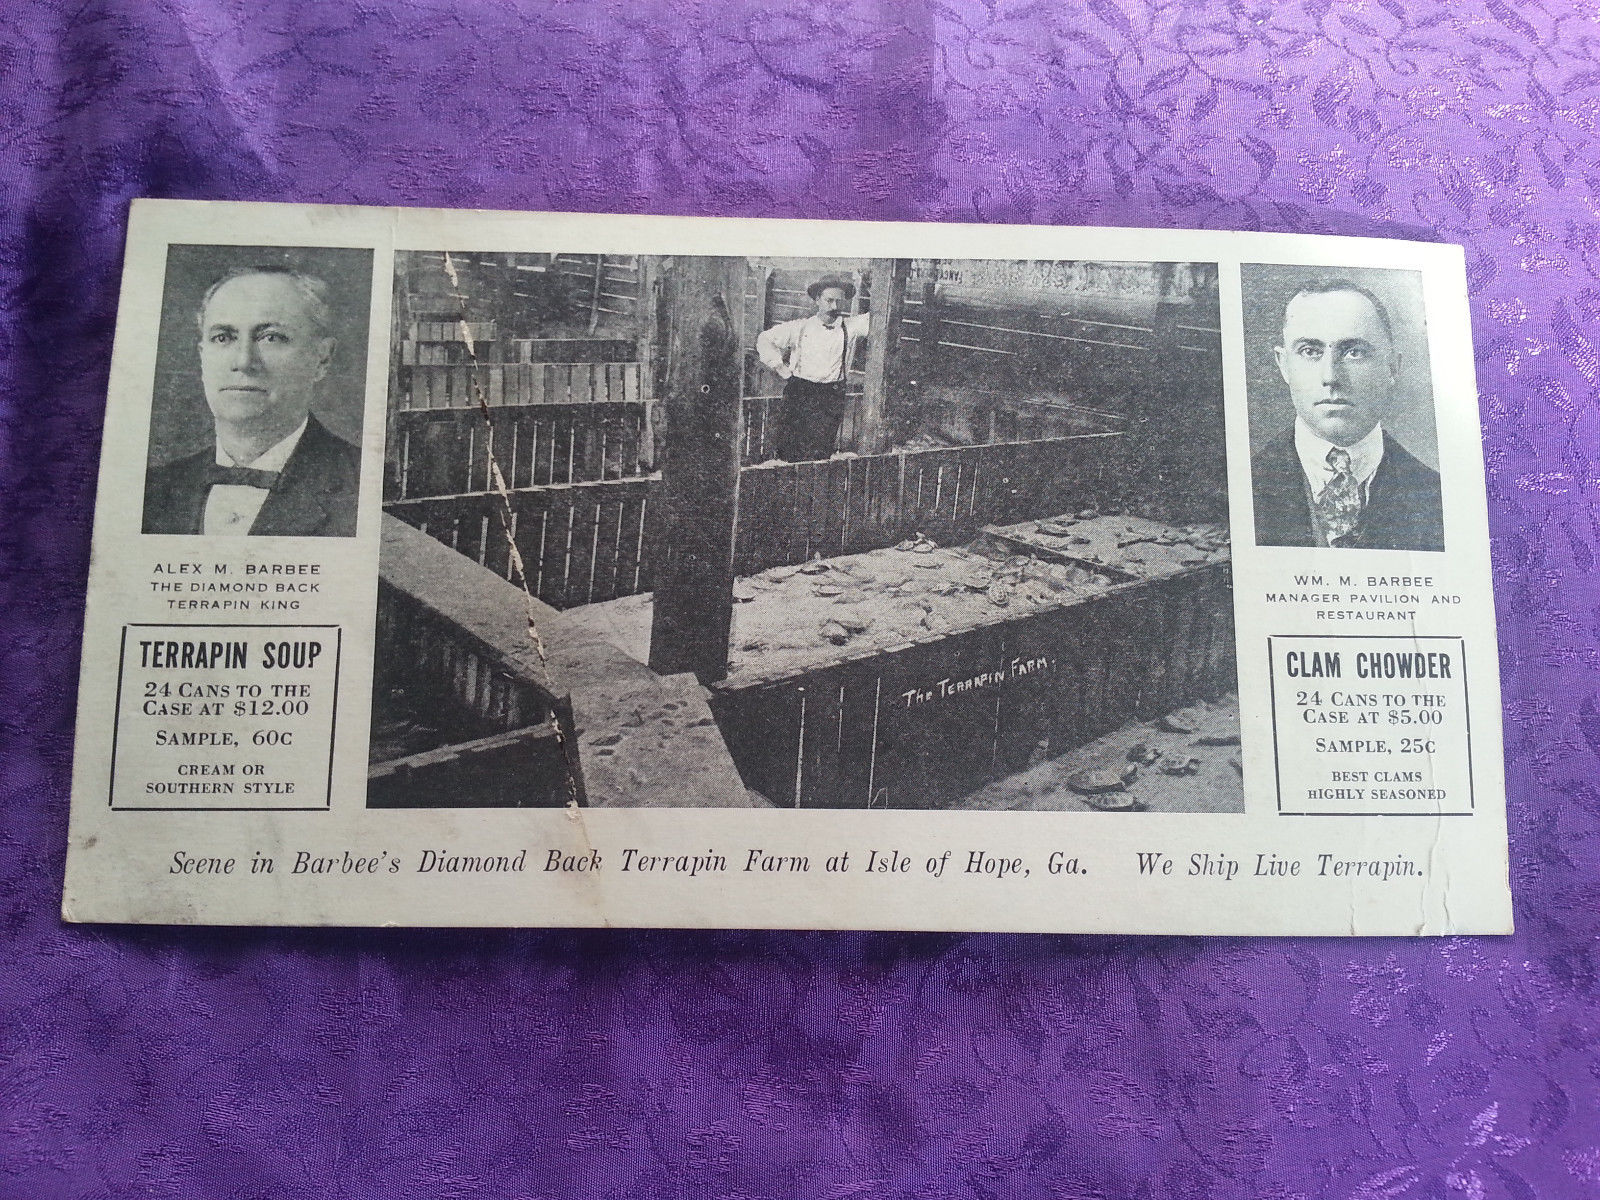 ALEX M. BARBEE
THE DIAMOND BACK
TERRAPIN KING
TERRAPIN SOUP
24 CANS TO THE
CASE AT $12.00
SAMPLE, 60C
CREAM OR
SOUTHERN STYLE
The TERRAPIN FARM.
WM. M. BARBEE
MANAGER PAVILION AND
RESTAURANT
CLAM CHOWDER
24 CANS TO THE
CASE AT $5.00
SAMPLE, 25C
BEST CLAMS
HIGHLY SEASONED
Scene in Barbee's Diamond Back Terrapin Farm at Isle of Hope, Ga. We Ship Live Terrapin.